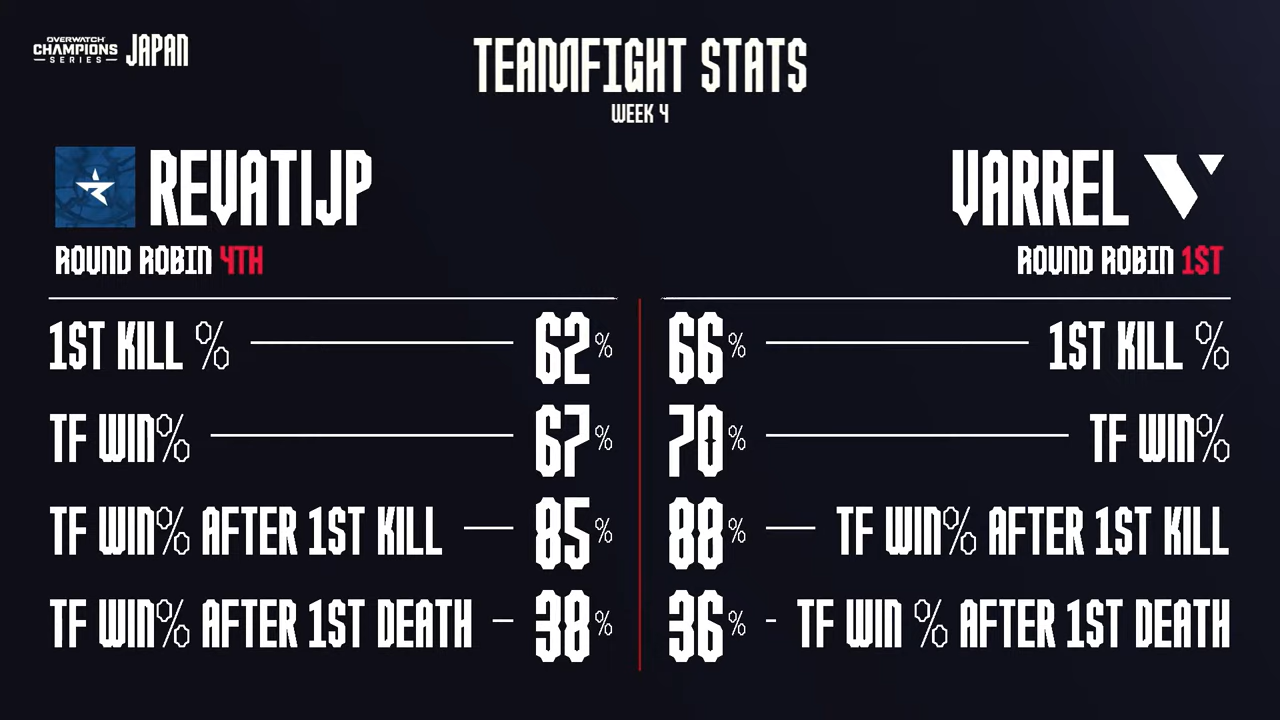 OVERWATCH
CHAMPIONS
SERIES
JAPAN
TEAMFIGHT STATS
WEEK 4
REVATIJP
VARREL
ROUND ROBIN 4TH
ROUND ROBIN 1ST
1ST KILL % 62% 66% 1ST KILL %
TF WIN% 67% 70% TF WIN%
TF WIN% AFTER 1ST KILL 85% 88% TF WIN% AFTER 1ST KILL
TF WIN% AFTER 1ST DEATH 38% 36% TF WIN % AFTER 1ST DEATH